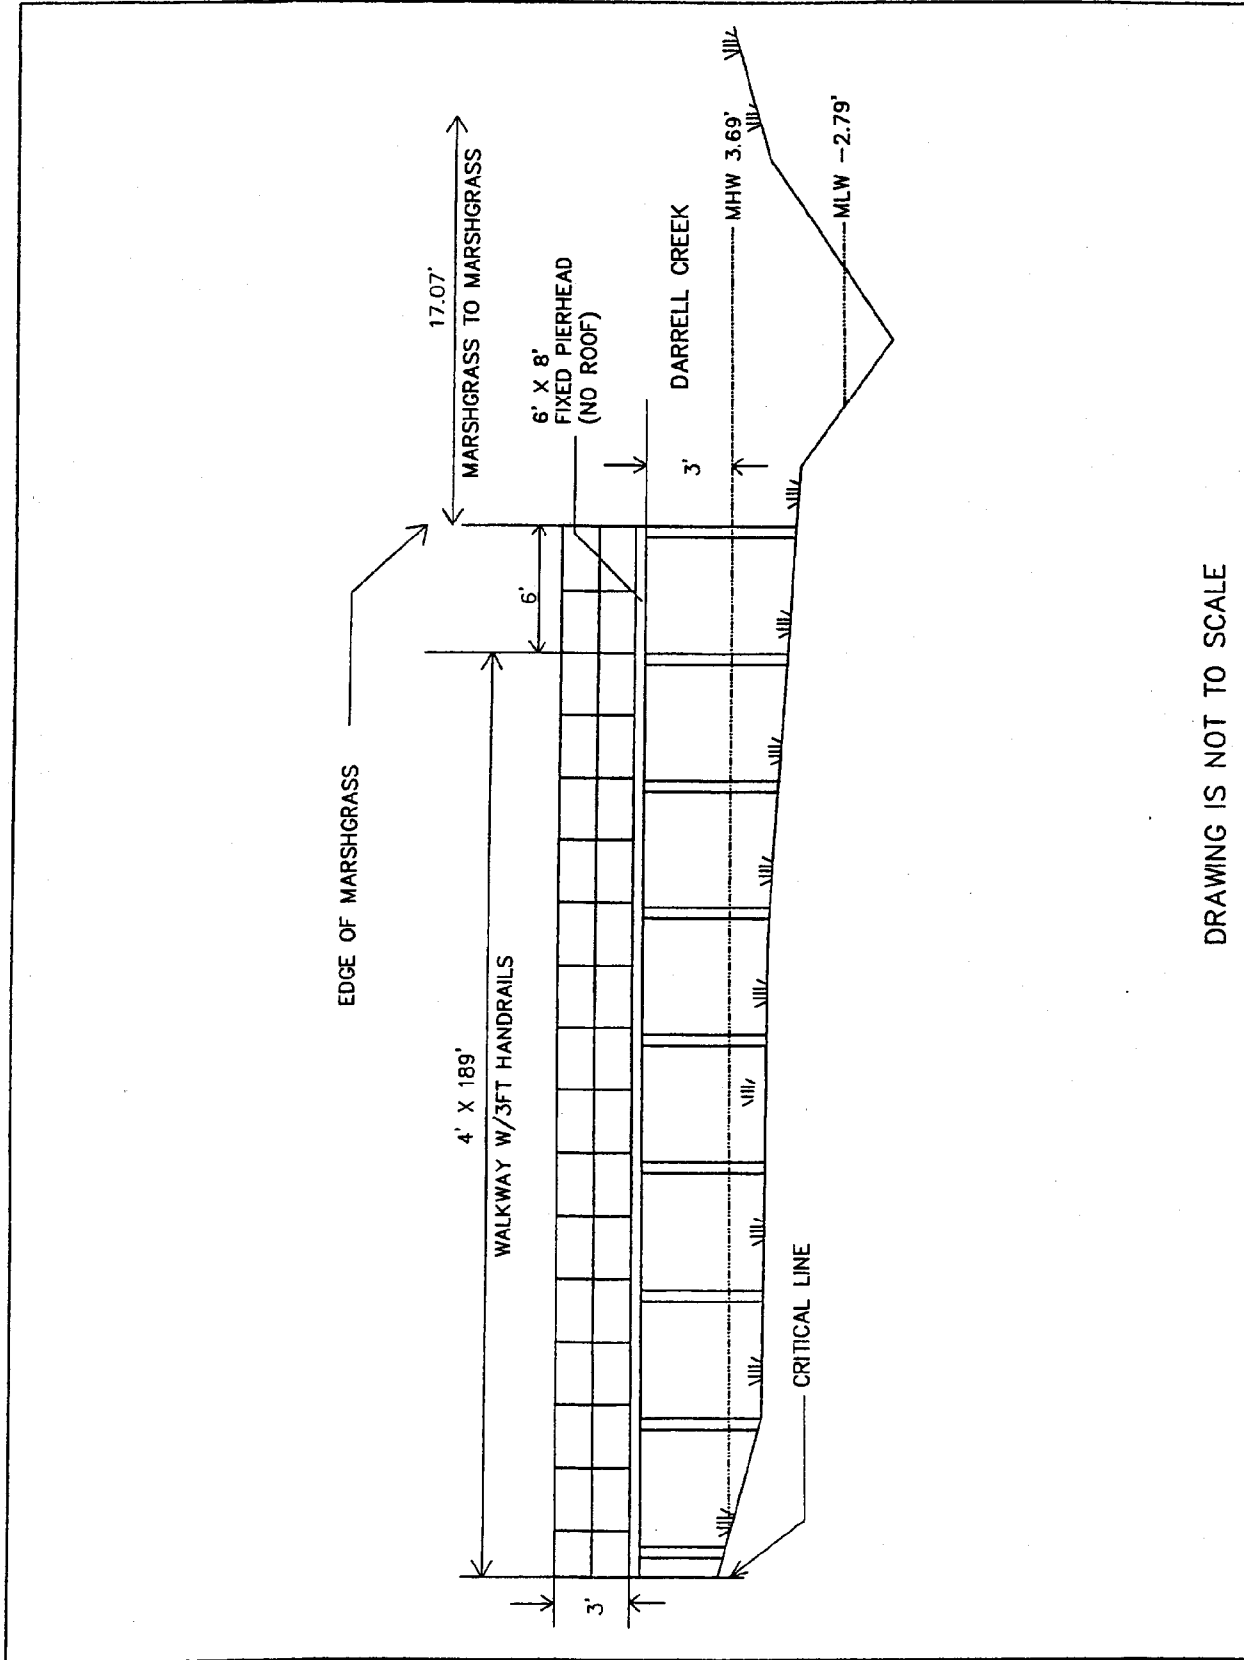 17.07'
MARSHGRASS TO MARSHGRASS
EDGE OF MARSHGRASS
6' X 8'
FIXED PIERHEAD
(NO ROOF)
4' X 189'
WALKWAY W/3FT HANDRAILS
6'
DARRELL CREEK
3'
3'
MHW 3.69'
MLW -2.79'
CRITICAL LINE
DRAWING IS NOT TO SCALE